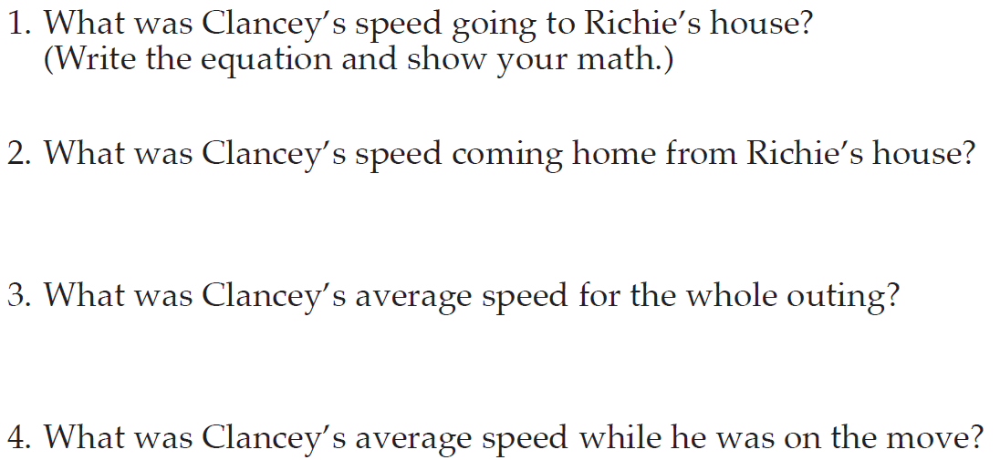 1. What was Clancey's speed going to Richie's house?
(Write the equation and show your math.)
2. What was Clancey's speed coming home from Richie's house?
3. What was Clancey's average speed for the whole outing?
4. What was Clancey's average speed while he was on the move?